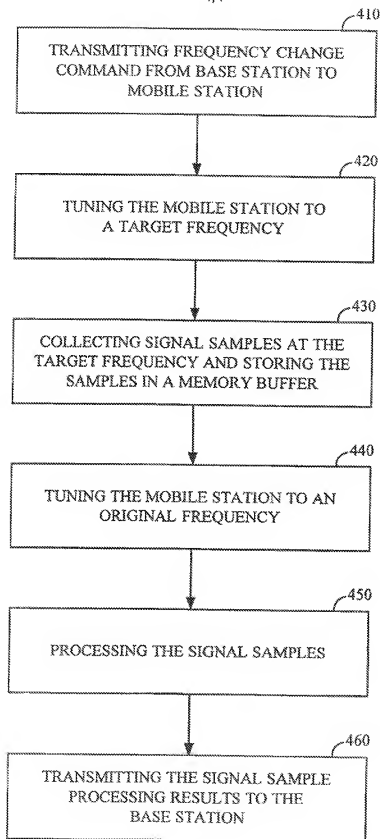 410
TRANSMITTING FREQUENCY CHANGE
COMMAND FROM BASE STATION TO
MOBILE STATION
420
TUNING THE MOBILE STATION TO
A TARGET FREQUENCY
430
COLLECTING SIGNAL SAMPLES AT THE
TARGET FREQUENCY AND STORING THE
SAMPLES IN A MEMORY BUFFER
440
TUNING THE MOBILE STATION TO AN
ORIGINAL FREQUENCY
450
PROCESSING THE SIGNAL SAMPLES
460
TRANSMITTING THE SIGNAL SAMPLE
PROCESSING RESULTS TO THE
BASE STATION